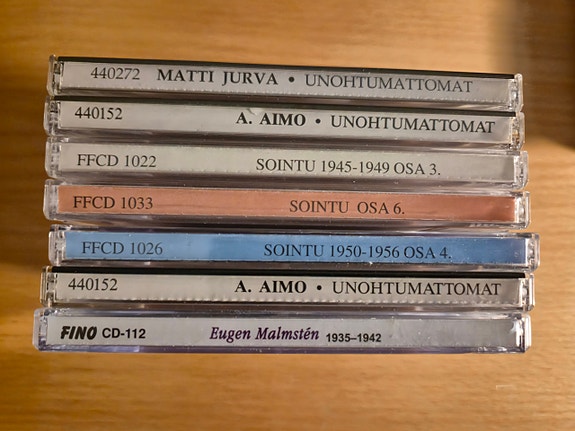 440272 MATTI JURVA • UNOHTUMATTOMAT
440152 A. AIMO • UNOHTUMATTOMAT
FFCD 1022 SOINTU 1945-1949 OSA 3.
FFCD 1033 SOINTU OSA 6.
FFCD 1026 SOINTU 1950-1956 OSA 4.
440152 A. AIMO • UNOHTUMATTOMAT
FINO CD-112 Eugen Malmstén 1935–1942